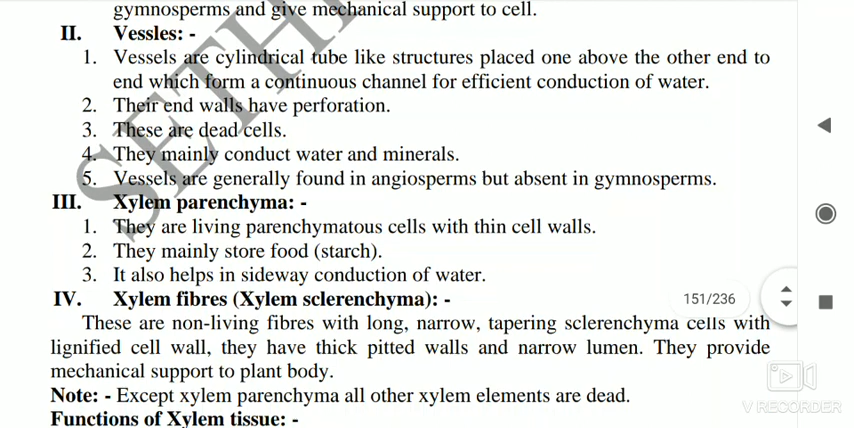 gymnosperms and give mechanical support to cell.
II. Vessles: -
1. Vessels are cylindrical tube like structures placed one above the other end to
end which form a continuous channel for efficient conduction of water.
2. Their end walls have perforation.
3. These are dead cells.
4. They mainly conduct water and minerals.
5. Vessels are generally found in angiosperms but absent in gymnosperms.
III. Xylem parenchyma: -
1. They are living parenchymatous cells with thin cell walls.
2. They mainly store food (starch).
3. It also helps in sideway conduction of water.
IV. Xylem fibres (Xylem sclerenchyma): -
151/236
These are non-living fibres with long, narrow, tapering sclerenchyma cells with
lignified cell wall, they have thick pitted walls and narrow lumen. They provide
mechanical support to plant body.
Note: - Except xylem parenchyma all other xylem elements are dead.
Functions of Xylem tissue: -
SETHI
V RECORDER